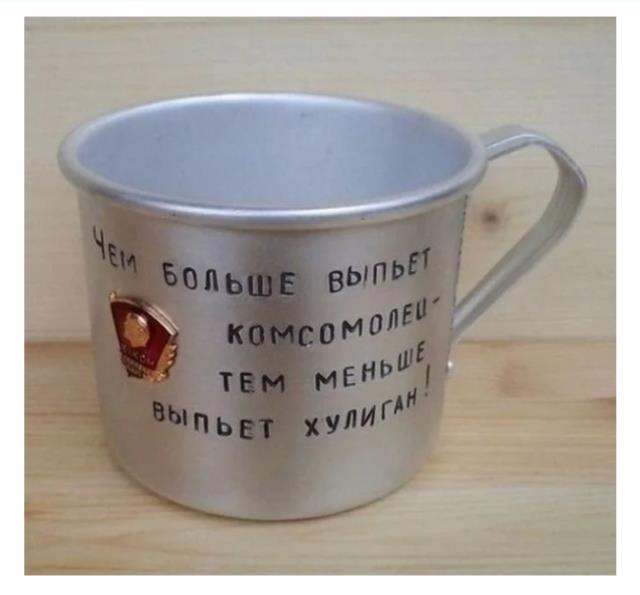 Чем БОЛЬШЕ ВЫПЬЕТ
КОМСОМОЛЕЦ-
ТЕМ МЕНЬШЕ
ВЫПЬЕТ ХУЛИГАН!